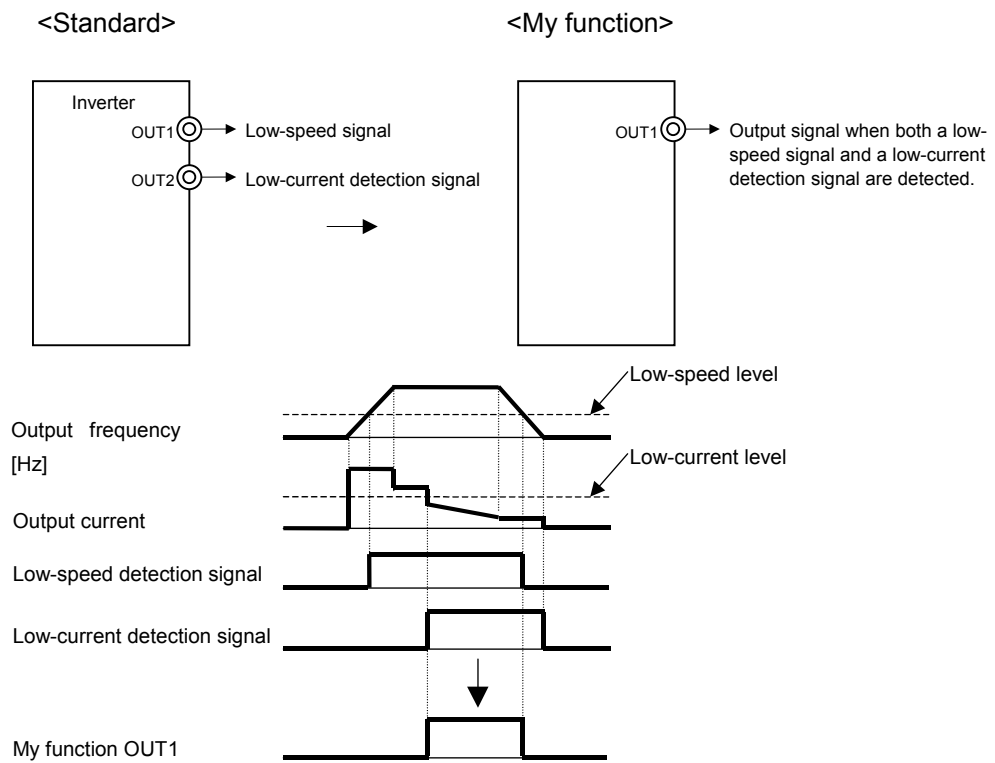 <Standard>
<My function>
Inverter
OUT1
Low-speed signal
OUT2
Low-current detection signal
OUT1
Output signal when both a low-
speed signal and a low-current
detection signal are detected.
Low-speed level
Output frequency
[Hz]
Low-current level
Output current
Low-speed detection signal
Low-current detection signal
My function OUT1